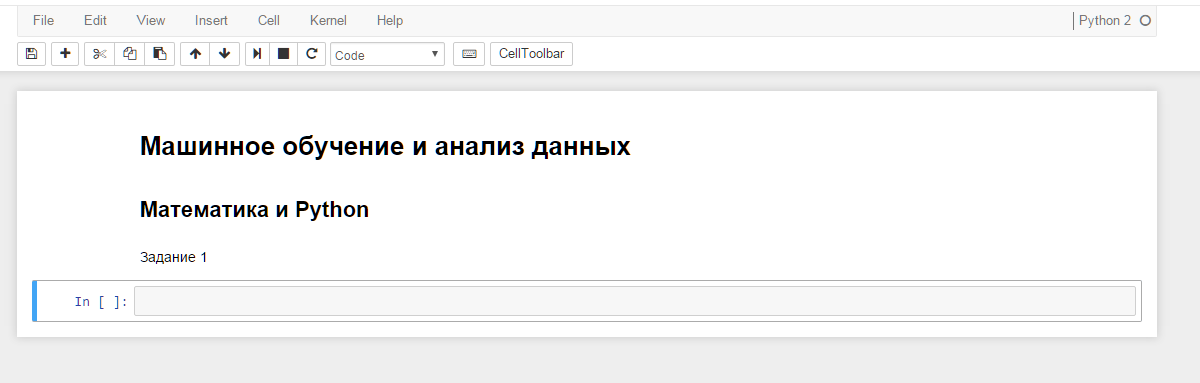 File Edit View Insert Cell Kernel Help Python 2
Code CellToolbar
Машинное обучение и анализ данных
Математика и Python
Задание 1
In [ ]: